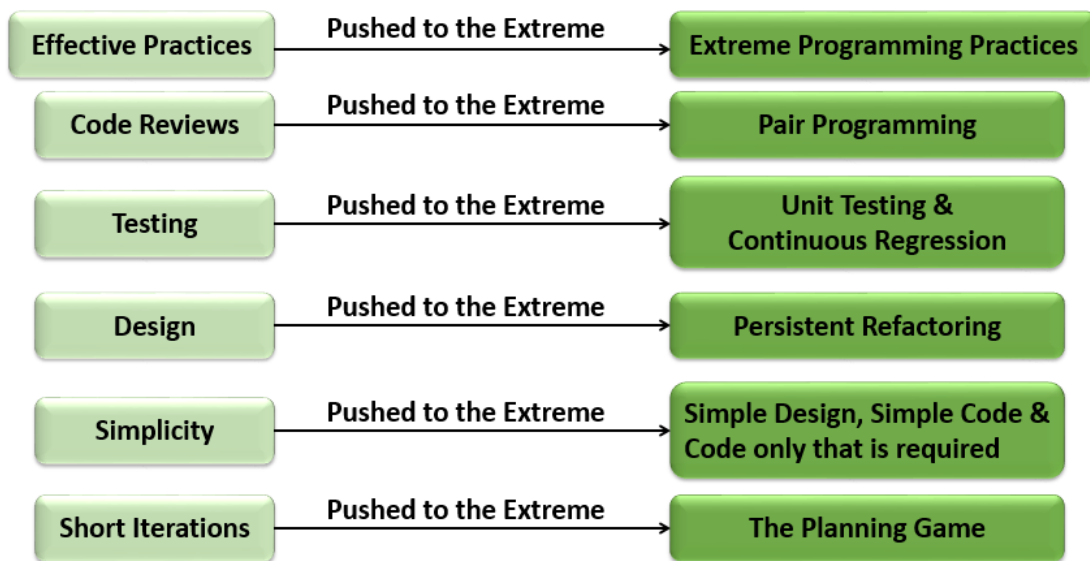 Effective Practices
Pushed to the Extreme
Extreme Programming Practices
Code Reviews
Pushed to the Extreme
Pair Programming
Testing
Pushed to the Extreme
Unit Testing &
Continuous Regression
Design
Pushed to the Extreme
Persistent Refactoring
Simplicity
Pushed to the Extreme
Simple Design, Simple Code &
Code only that is required
Short Iterations
Pushed to the Extreme
The Planning Game